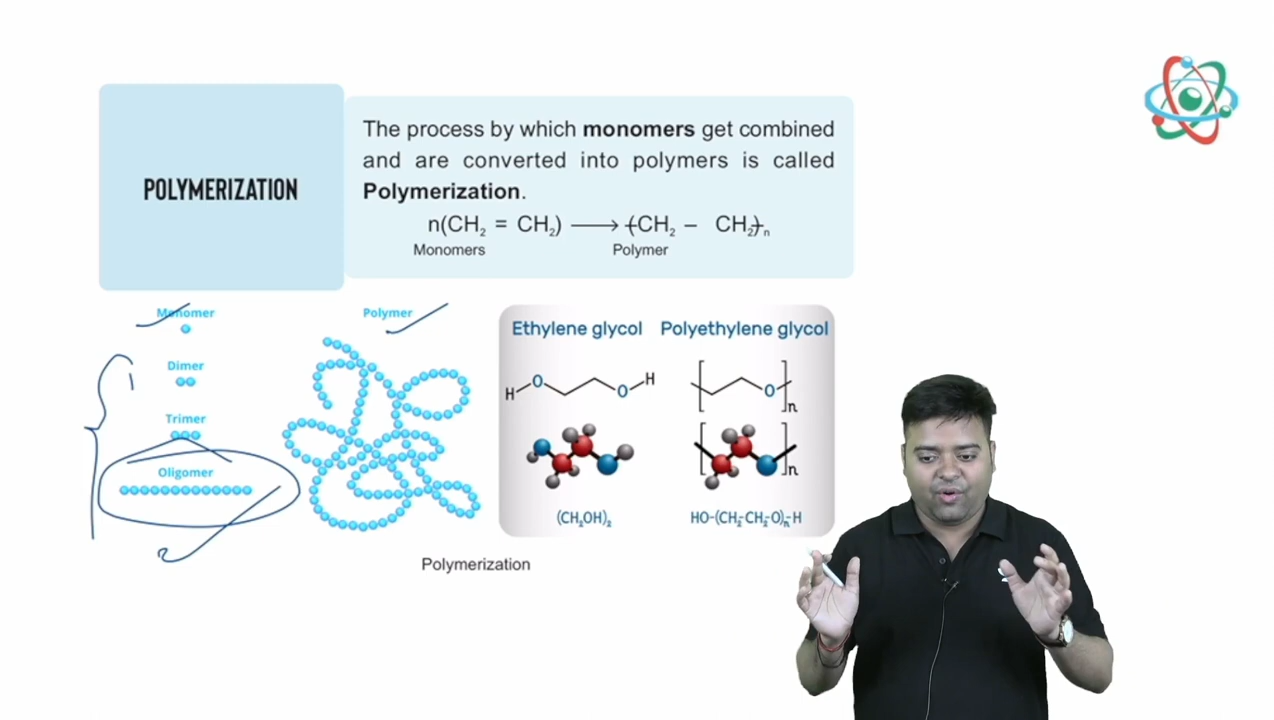 POLYMERIZATION
The process by which monomers get combined
and are converted into polymers is called
Polymerization.
n(CH₂ = CH₂) ⟶ (CH₂ – CH₂)ₙ
Monomers Polymer
Monomer
Dimer
Trimer
Oligomer
Polymer
Ethylene glycol Polyethylene glycol
H O O H
O n
n
(CH₂OH)₂ HO-(CH₂-CH₂-O)ₙ-H
Polymerization